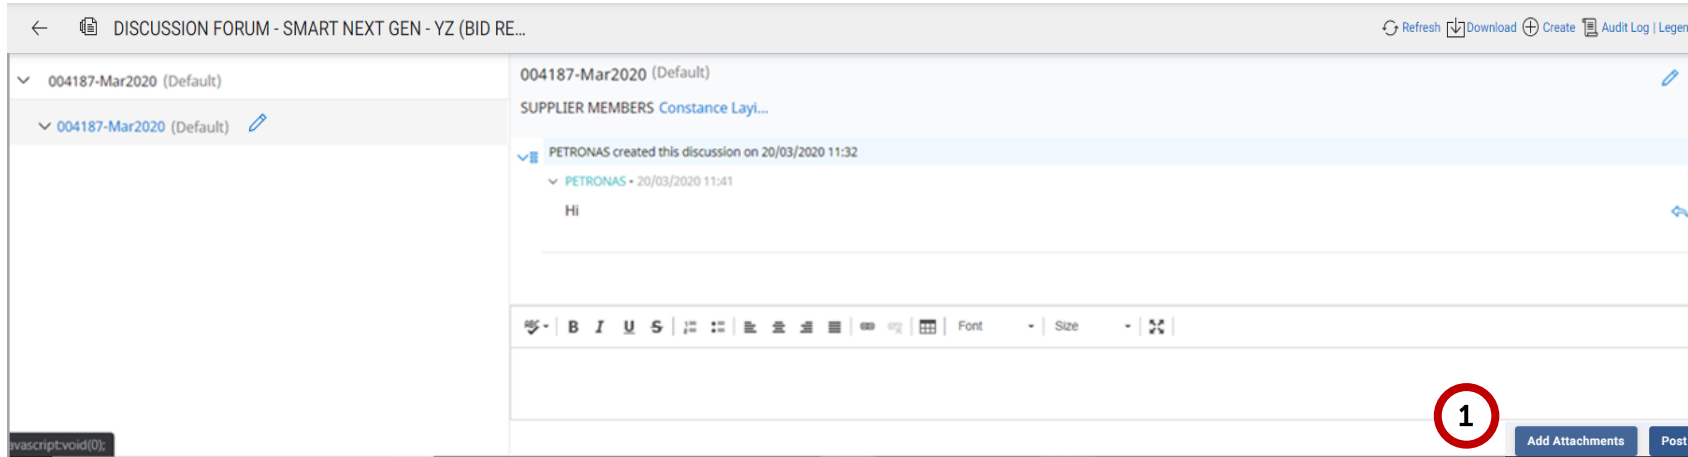 DISCUSSION FORUM - SMART NEXT GEN - YZ (BID RE...
Refresh Download Create Audit Log | Legen
004187-Mar2020 (Default)
004187-Mar2020 (Default)
004187-Mar2020 (Default)
SUPPLIER MEMBERS Constance Layi...
PETRONAS created this discussion on 20/03/2020 11:32
PETRONAS • 20/03/2020 11:41
Hi
B I U S Font Size
1
avascript:void(0);
Add Attachments Post